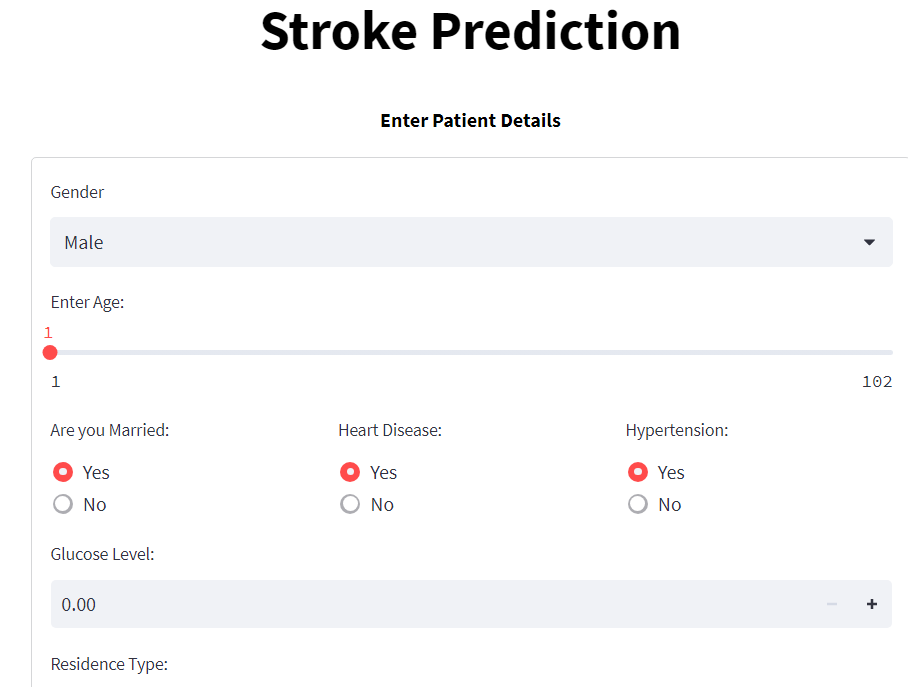 Stroke Prediction
Enter Patient Details
Gender
Male
Enter Age:
1
1 102
Are you Married: Heart Disease: Hypertension:
Yes Yes Yes
No No No
Glucose Level:
0.00
Residence Type: